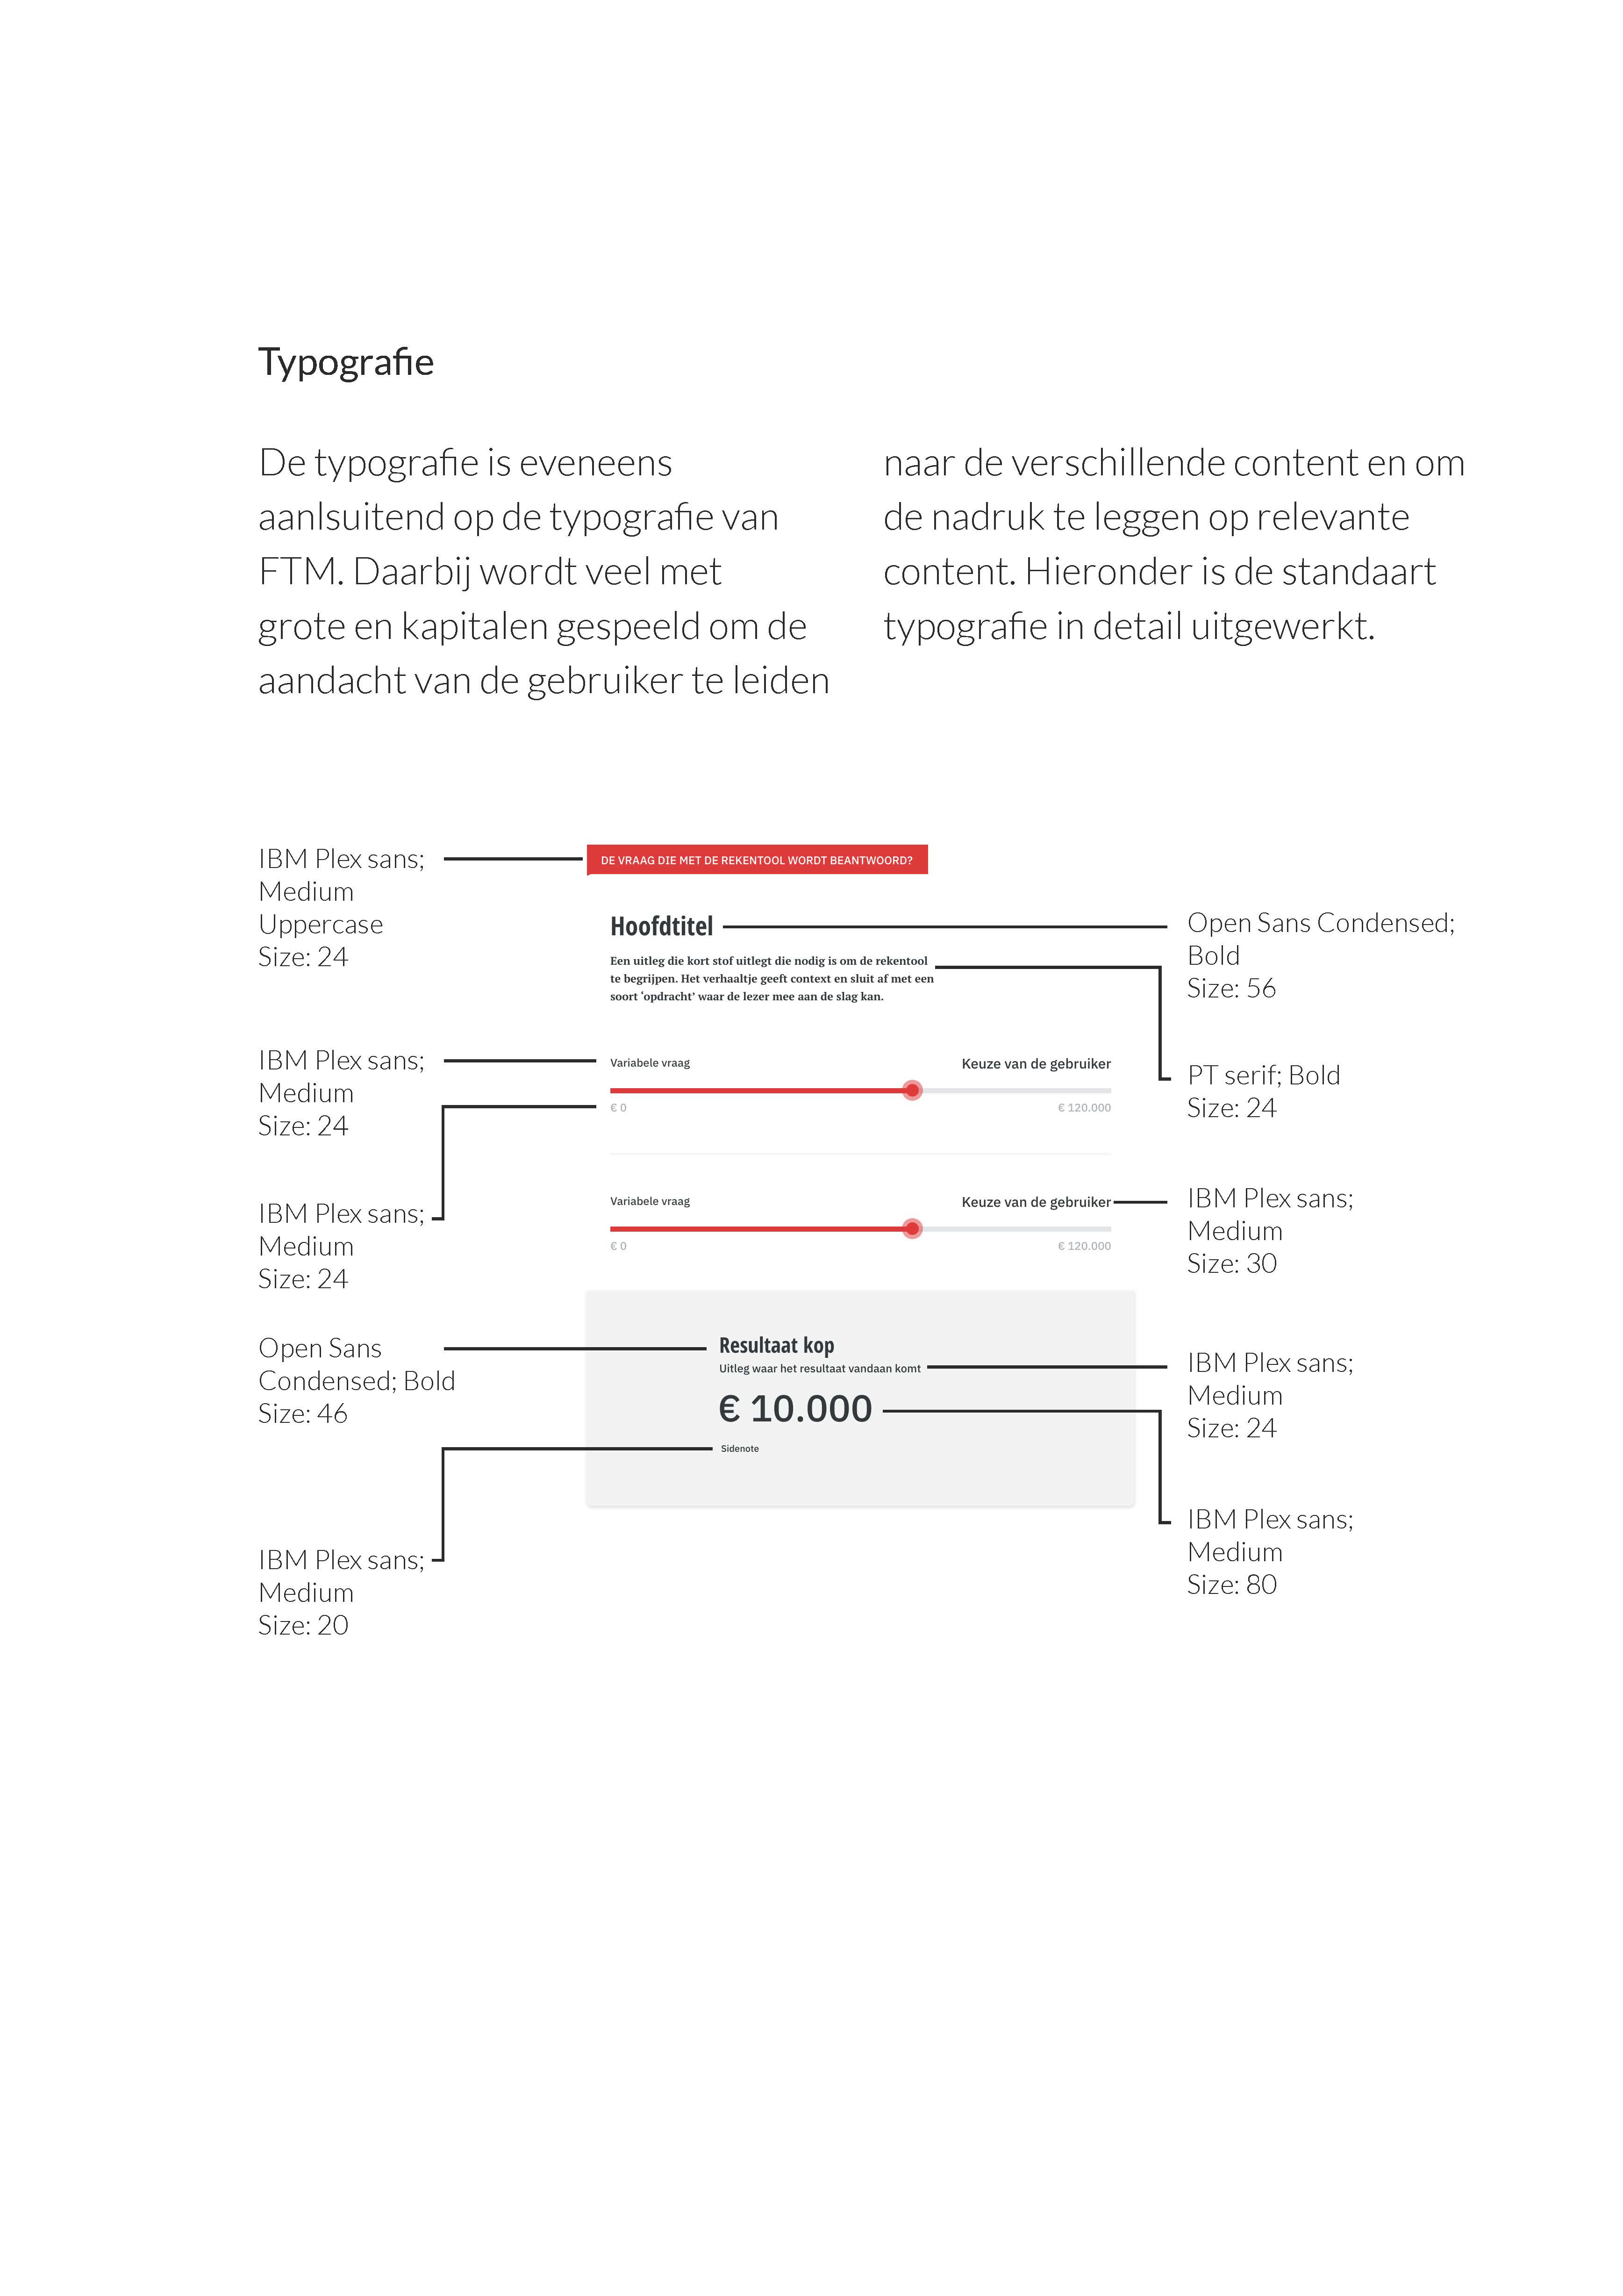 Typografie
De typografie is eveneens
aanlsuitend op de typografie van
FTM. Daarbij wordt veel met
grote en kapitalen gespeeld om de
aandacht van de gebruiker te leiden
naar de verschillende content en om
de nadruk te leggen op relevante
content. Hieronder is de standaart
typografie in detail uitgewerkt.
IBM Plex sans;
Medium
Uppercase
Size: 24
IBM Plex sans;
Medium
Size: 24
IBM Plex sans;
Medium
Size: 24
Open Sans
Condensed; Bold
Size: 46
IBM Plex sans;
Medium
Size: 20
DE VRAAG DIE MET DE REKENTOOL WORDT BEANTWOORD?
Hoofdtitel
Een uitleg die kort stof uitlegt die nodig is om de rekentool
te begrijpen. Het verhaaltje geeft context en sluit af met een
soort ‘opdracht’ waar de lezer mee aan de slag kan.
Variabele vraag Keuze van de gebruiker
€ 0 € 120.000
Variabele vraag Keuze van de gebruiker
€ 0 € 120.000
Resultaat kop
Uitleg waar het resultaat vandaan komt
€ 10.000
Sidenote
Open Sans Condensed;
Bold
Size: 56
PT serif; Bold
Size: 24
IBM Plex sans;
Medium
Size: 30
IBM Plex sans;
Medium
Size: 24
IBM Plex sans;
Medium
Size: 80